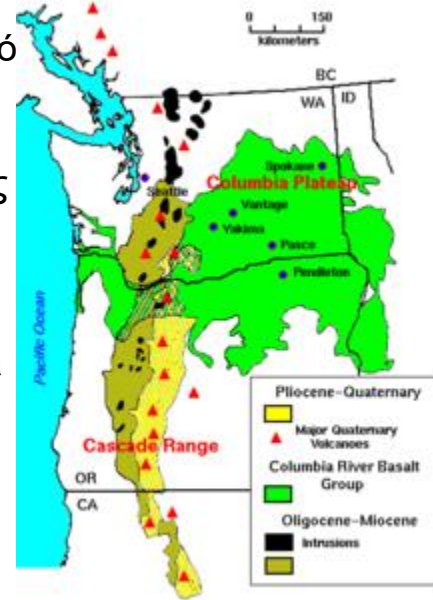 ó
s
0 150
kilometers
BC
WA ID
Spokane
Seattle
Columbia Plateau
Vantage
Yakima
Pasco
Pendleton
Pacific Ocean
Cascade Range
OR
CA
Pliocene-Quaternary
Major Quaternary
Volcanoes
Columbia River Basalt
Group
Oligocene-Miocene
Intrusions